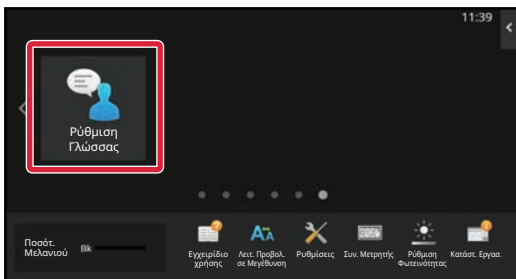 11:39
Ρύθμιση
Γλώσσας
Ποσότ.
Μελανιού
Bk
Εγχειρίδιο
χρήσης
Λειτ. Προβολ.
σε Μεγέθυνση
Ρυθμίσεις
Συν. Μετρητής
Ρύθμιση
Φωτεινότητας
Κατάστ. Εργασ.